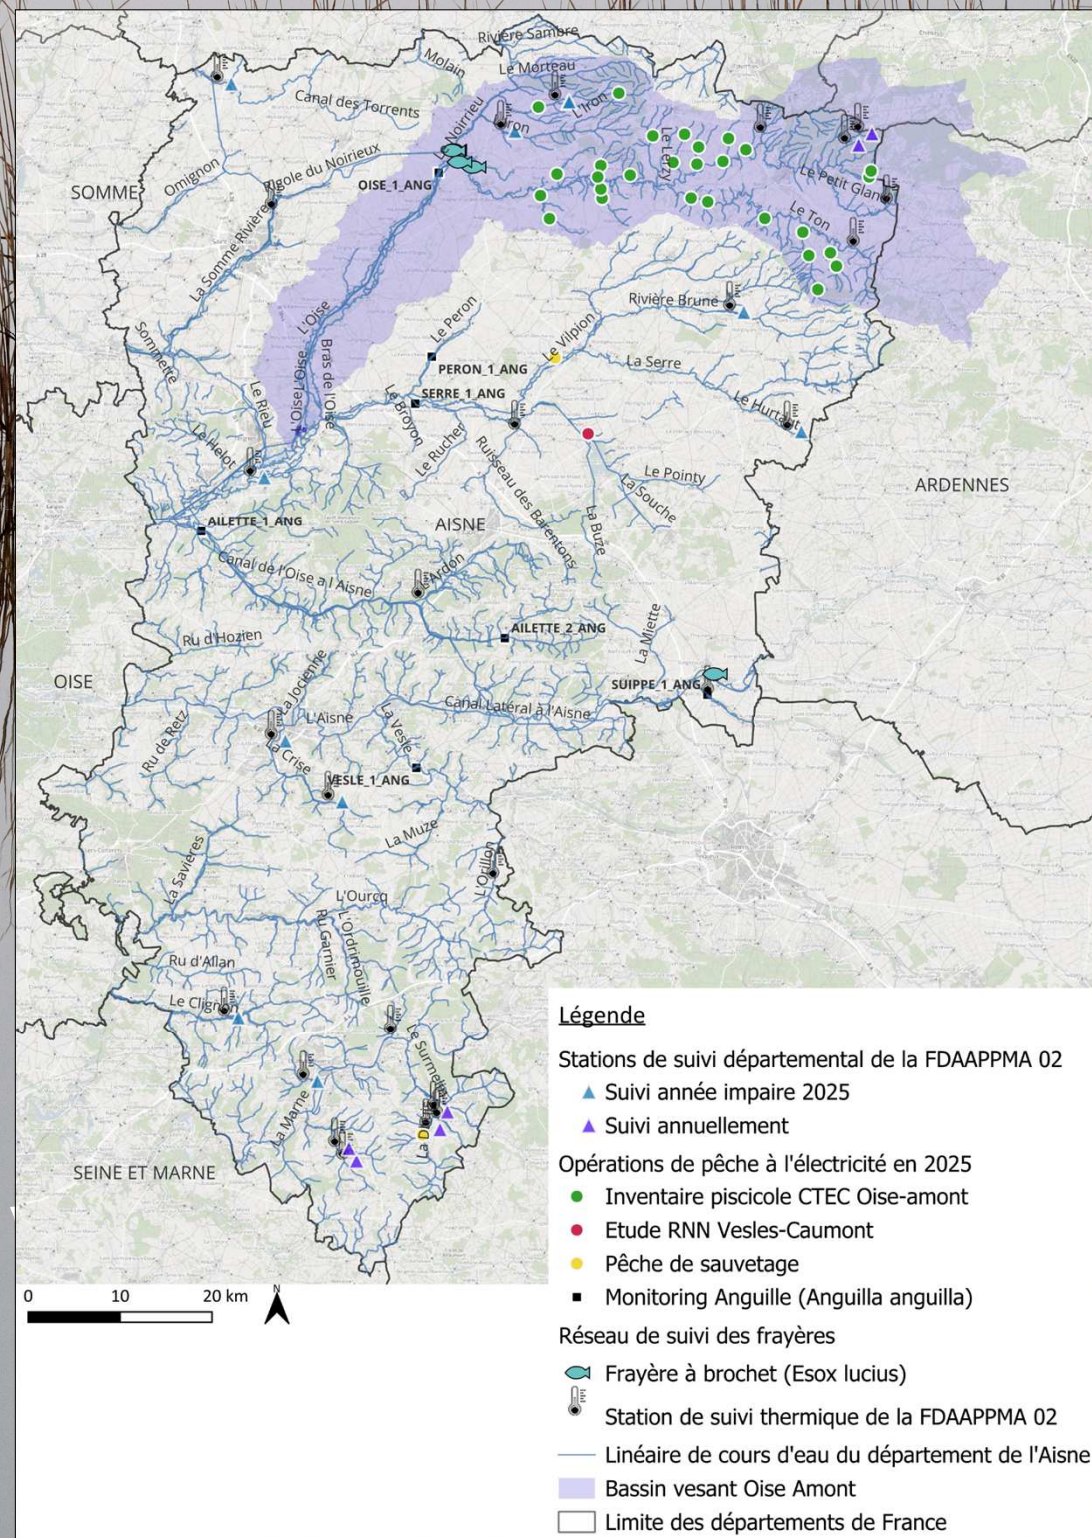 Rivière Sambre
Molain
Le Morteau
Canal des Torrents
Noirrieu
L'Iron
Iron
Omignon
Rigole du Noirieux
SOMME
OISE_1_ANG
Le Lerzy
Le Petit Gland
Le Ton
La Somme Rivière
L'Oise
Rivière Brune
Sommette
Le Peron
Le Vilpion
La Serre
PERON_1_ANG
L'Oise
L'Oise
Bras de l'Oise
Le Rieu
SERRE_1_ANG
Le Broyon
Le Hurtaut
Le Helot
Le Rucher
Ruisseau des Barentons
Le Pointy
La Souche
ARDENNES
AILETTE_1_ANG
AISNE
La Buze
Canal de l'Oise a l Aisne
L'Ardon
AILETTE_2_ANG
Ru d'Hozien
La Miette
OISE
La Jocienne
SUIPPE_1_ANG
L'Aisne
Canal Latéral à l'Aisne
La Vesle
Ru de Retz
La Crise
VESLE_1_ANG
La Muze
La Savières
L'Orillon
L'Ourcq
Ru Garnier
L'Ordrimouille
Ru d'Allan
Le Clignon
Le Surmelin
La Marne
SEINE ET MARNE
0 10 20 km
N
Légende
Stations de suivi départemental de la FDAAPPMA 02
Suivi année impaire 2025
Suivi annuellement
Opérations de pêche à l'électricité en 2025
Inventaire piscicole CTEC Oise-amont
Etude RNN Vesles-Caumont
Pêche de sauvetage
Monitoring Anguille (Anguilla anguilla)
Réseau de suivi des frayères
Frayère à brochet (Esox lucius)
Station de suivi thermique de la FDAAPPMA 02
Linéaire de cours d'eau du département de l'Aisne
Bassin vesant Oise Amont
Limite des départements de France